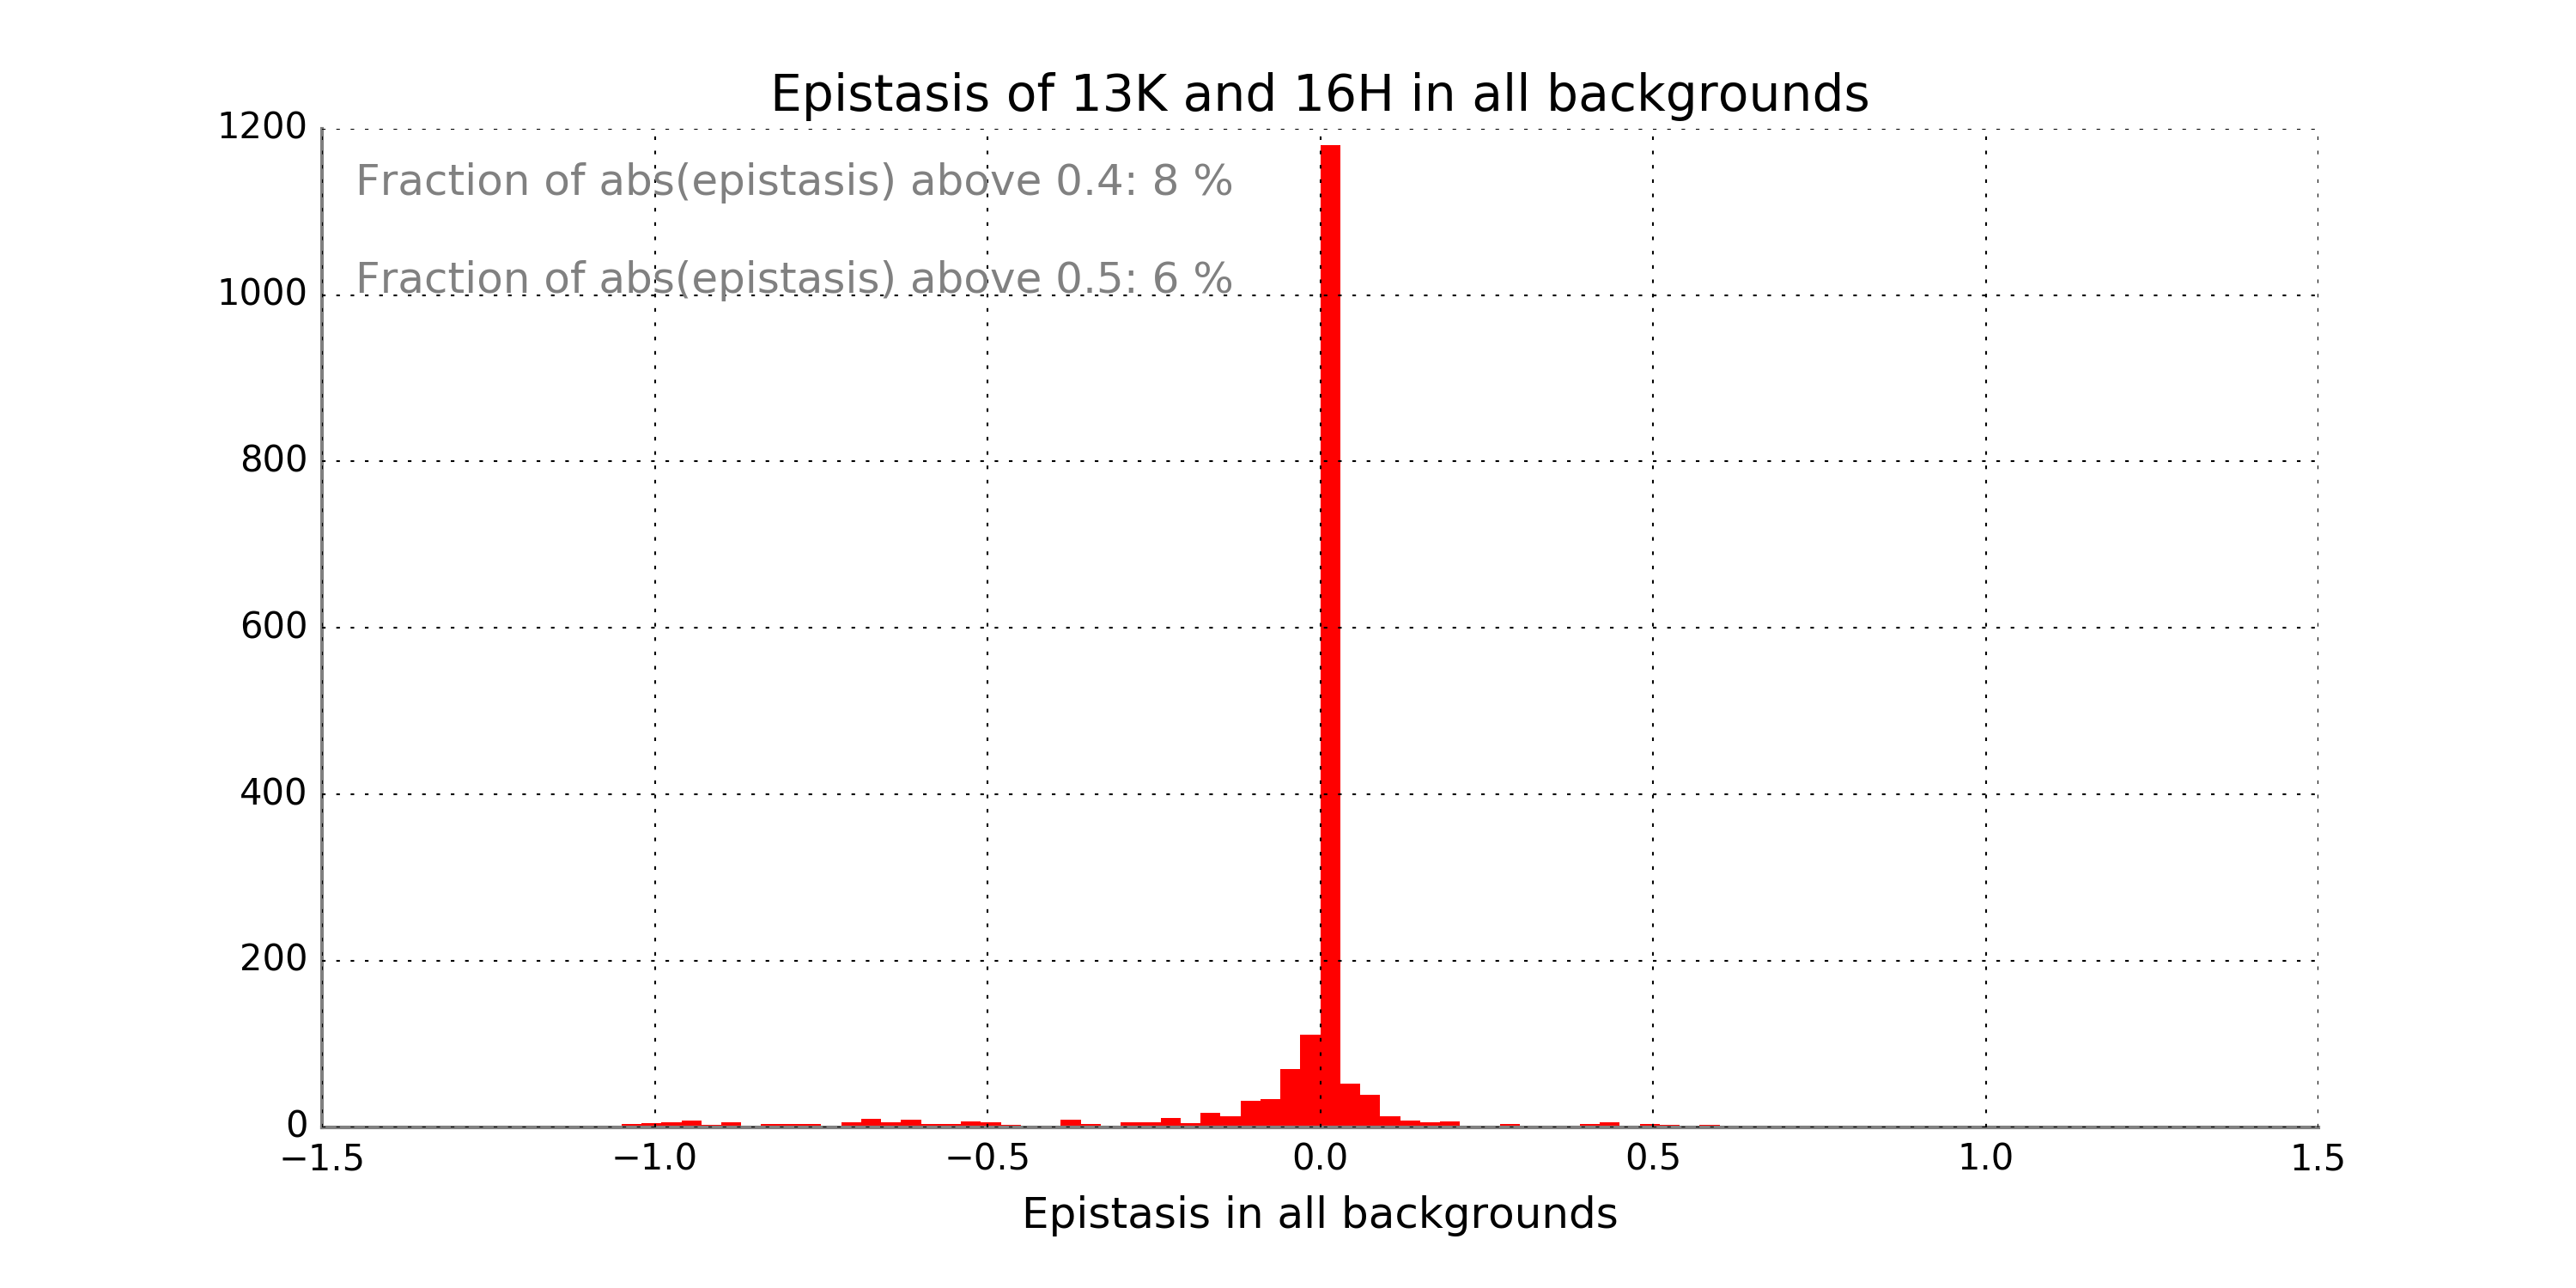 Epistasis of 13K and 16H in all backgrounds
1200
Fraction of abs(epistasis) above 0.4: 8 %
Fraction of abs(epistasis) above 0.5: 6 %
1000
800
600
400
200
0
−1.5 −1.0 −0.5 0.0 0.5 1.0 1.5
Epistasis in all backgrounds